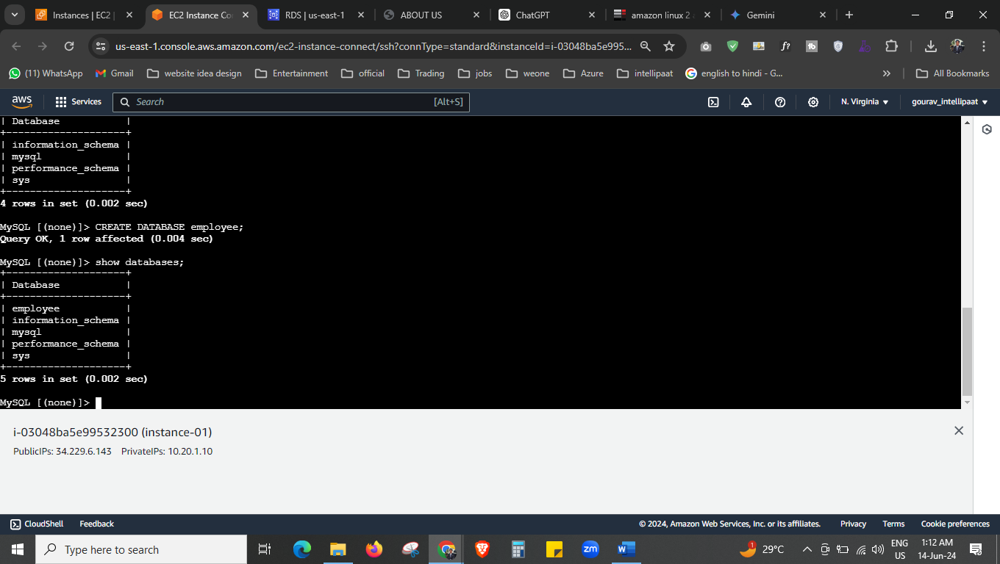 Instances | EC2 |
EC2 Instance Co
RDS | us-east-1
ABOUT US
ChatGPT
amazon linux 2 a
Gemini
us-east-1.console.aws.amazon.com/ec2-instance-connect/ssh?connType=standard&instanceId=i-03048ba5e995...
(11) WhatsApp
Gmail
website idea design
Entertainment
official
Trading
jobs
weone
Azure
intellipaat
english to hindi - G...
All Bookmarks
aws
Services
Search
[Alt+S]
N. Virginia
gourav_intellipaat
| Database           |
+--------------------+
| information_schema |
| mysql              |
| performance_schema |
| sys                |
+--------------------+
4 rows in set (0.002 sec)
MySQL [(none)]> CREATE DATABASE employee;
Query OK, 1 row affected (0.004 sec)
MySQL [(none)]> show databases;
+--------------------+
| Database           |
+--------------------+
| employee           |
| information_schema |
| mysql              |
| performance_schema |
| sys                |
+--------------------+
5 rows in set (0.002 sec)
MySQL [(none)]>
i-03048ba5e99532300 (instance-01)
PublicIPs: 34.229.6.143 PrivateIPs: 10.20.1.10
CloudShell
Feedback
© 2024, Amazon Web Services, Inc. or its affiliates.
Privacy
Terms
Cookie preferences
Type here to search
zm
1
29°C
ENG
US
1:12 AM
14-Jun-24